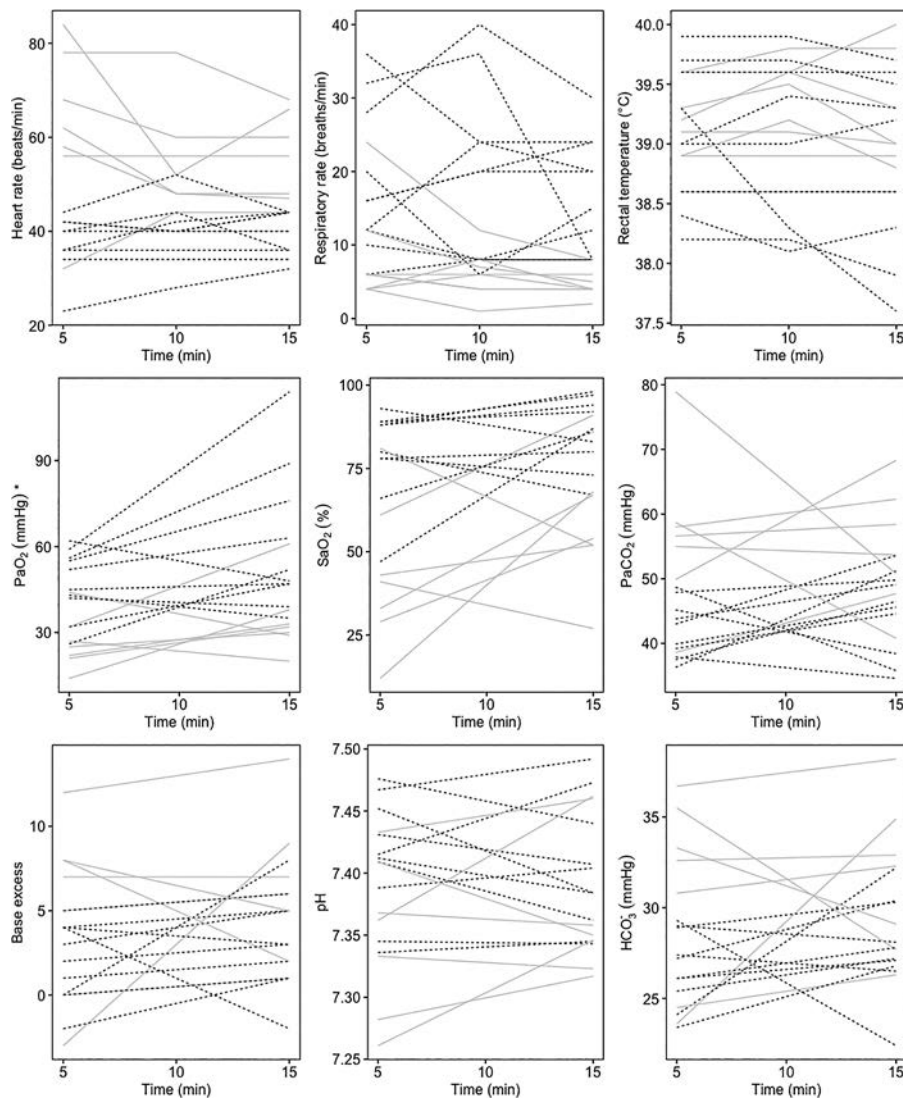 Heart rate (beats/min)
80
60
40
20
5 10 15
Time (min)
Respiratory rate (breaths/min)
40
30
20
10
0
5 10 15
Time (min)
Rectal temperature (°C)
40.0
39.5
39.0
38.5
38.0
37.5
5 10 15
Time (min)
PaO₂ (mmHg) *
90
60
30
5 10 15
Time (min)
SaO₂ (%)
100
75
50
25
5 10 15
Time (min)
PaCO₂ (mmHg)
80
70
60
50
40
5 10 15
Time (min)
Base excess
10
5
0
5 10 15
Time (min)
pH
7.50
7.45
7.40
7.35
7.30
7.25
5 10 15
Time (min)
HCO₃⁻ (mmHg)
35
30
25
5 10 15
Time (min)